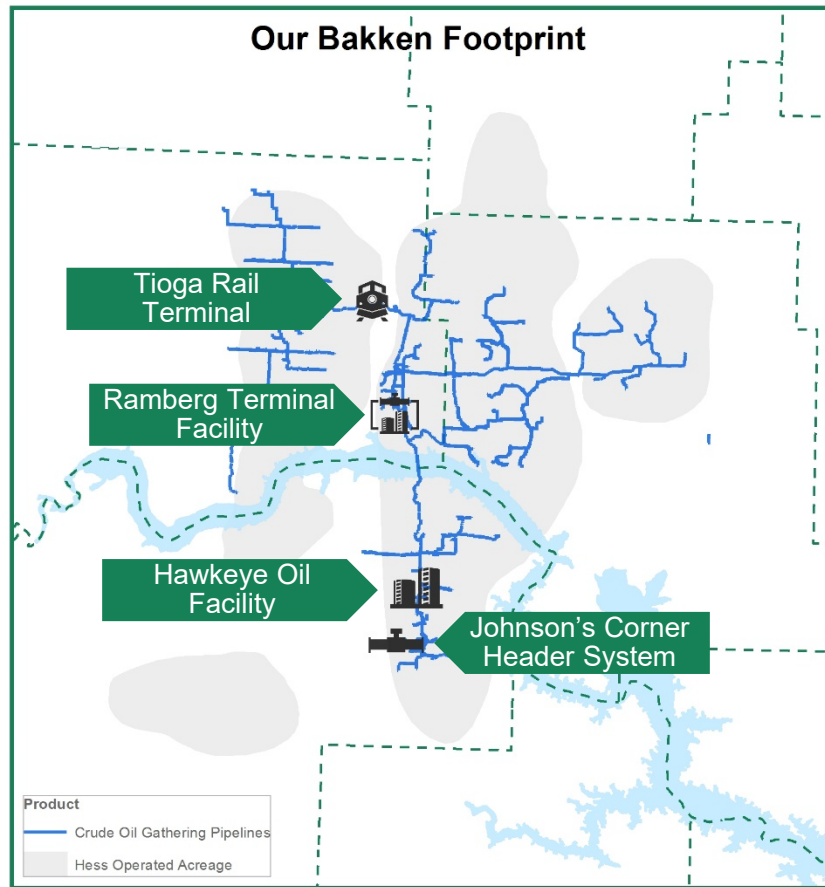 Our Bakken Footprint
Tioga Rail
Terminal
Ramberg Terminal
Facility
Hawkeye Oil
Facility
Johnson’s Corner
Header System
Product
Crude Oil Gathering Pipelines
Hess Operated Acreage